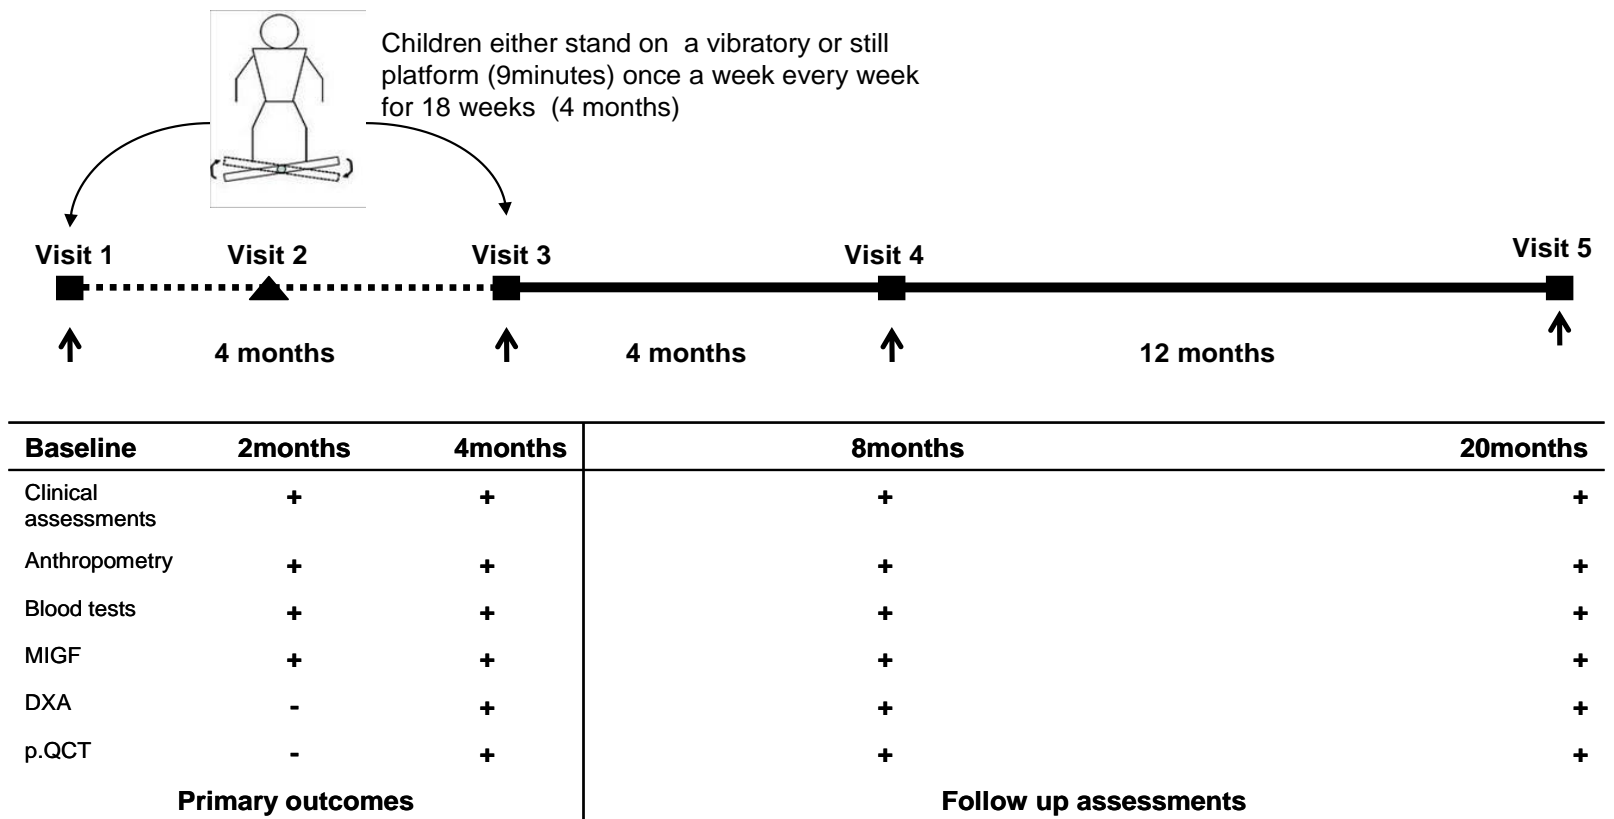 Children either stand on a vibratory or still
platform (9minutes) once a week every week
for 18 weeks (4 months)
Visit 1 Visit 2 Visit 3 Visit 4 Visit 5
4 months 4 months 12 months
Baseline 2months 4months 8months 20months
Clinical
assessments + + + +
Anthropometry + + + +
Blood tests + + + +
MIGF + + + +
DXA - + + +
p.QCT - + + +
Primary outcomes Follow up assessments